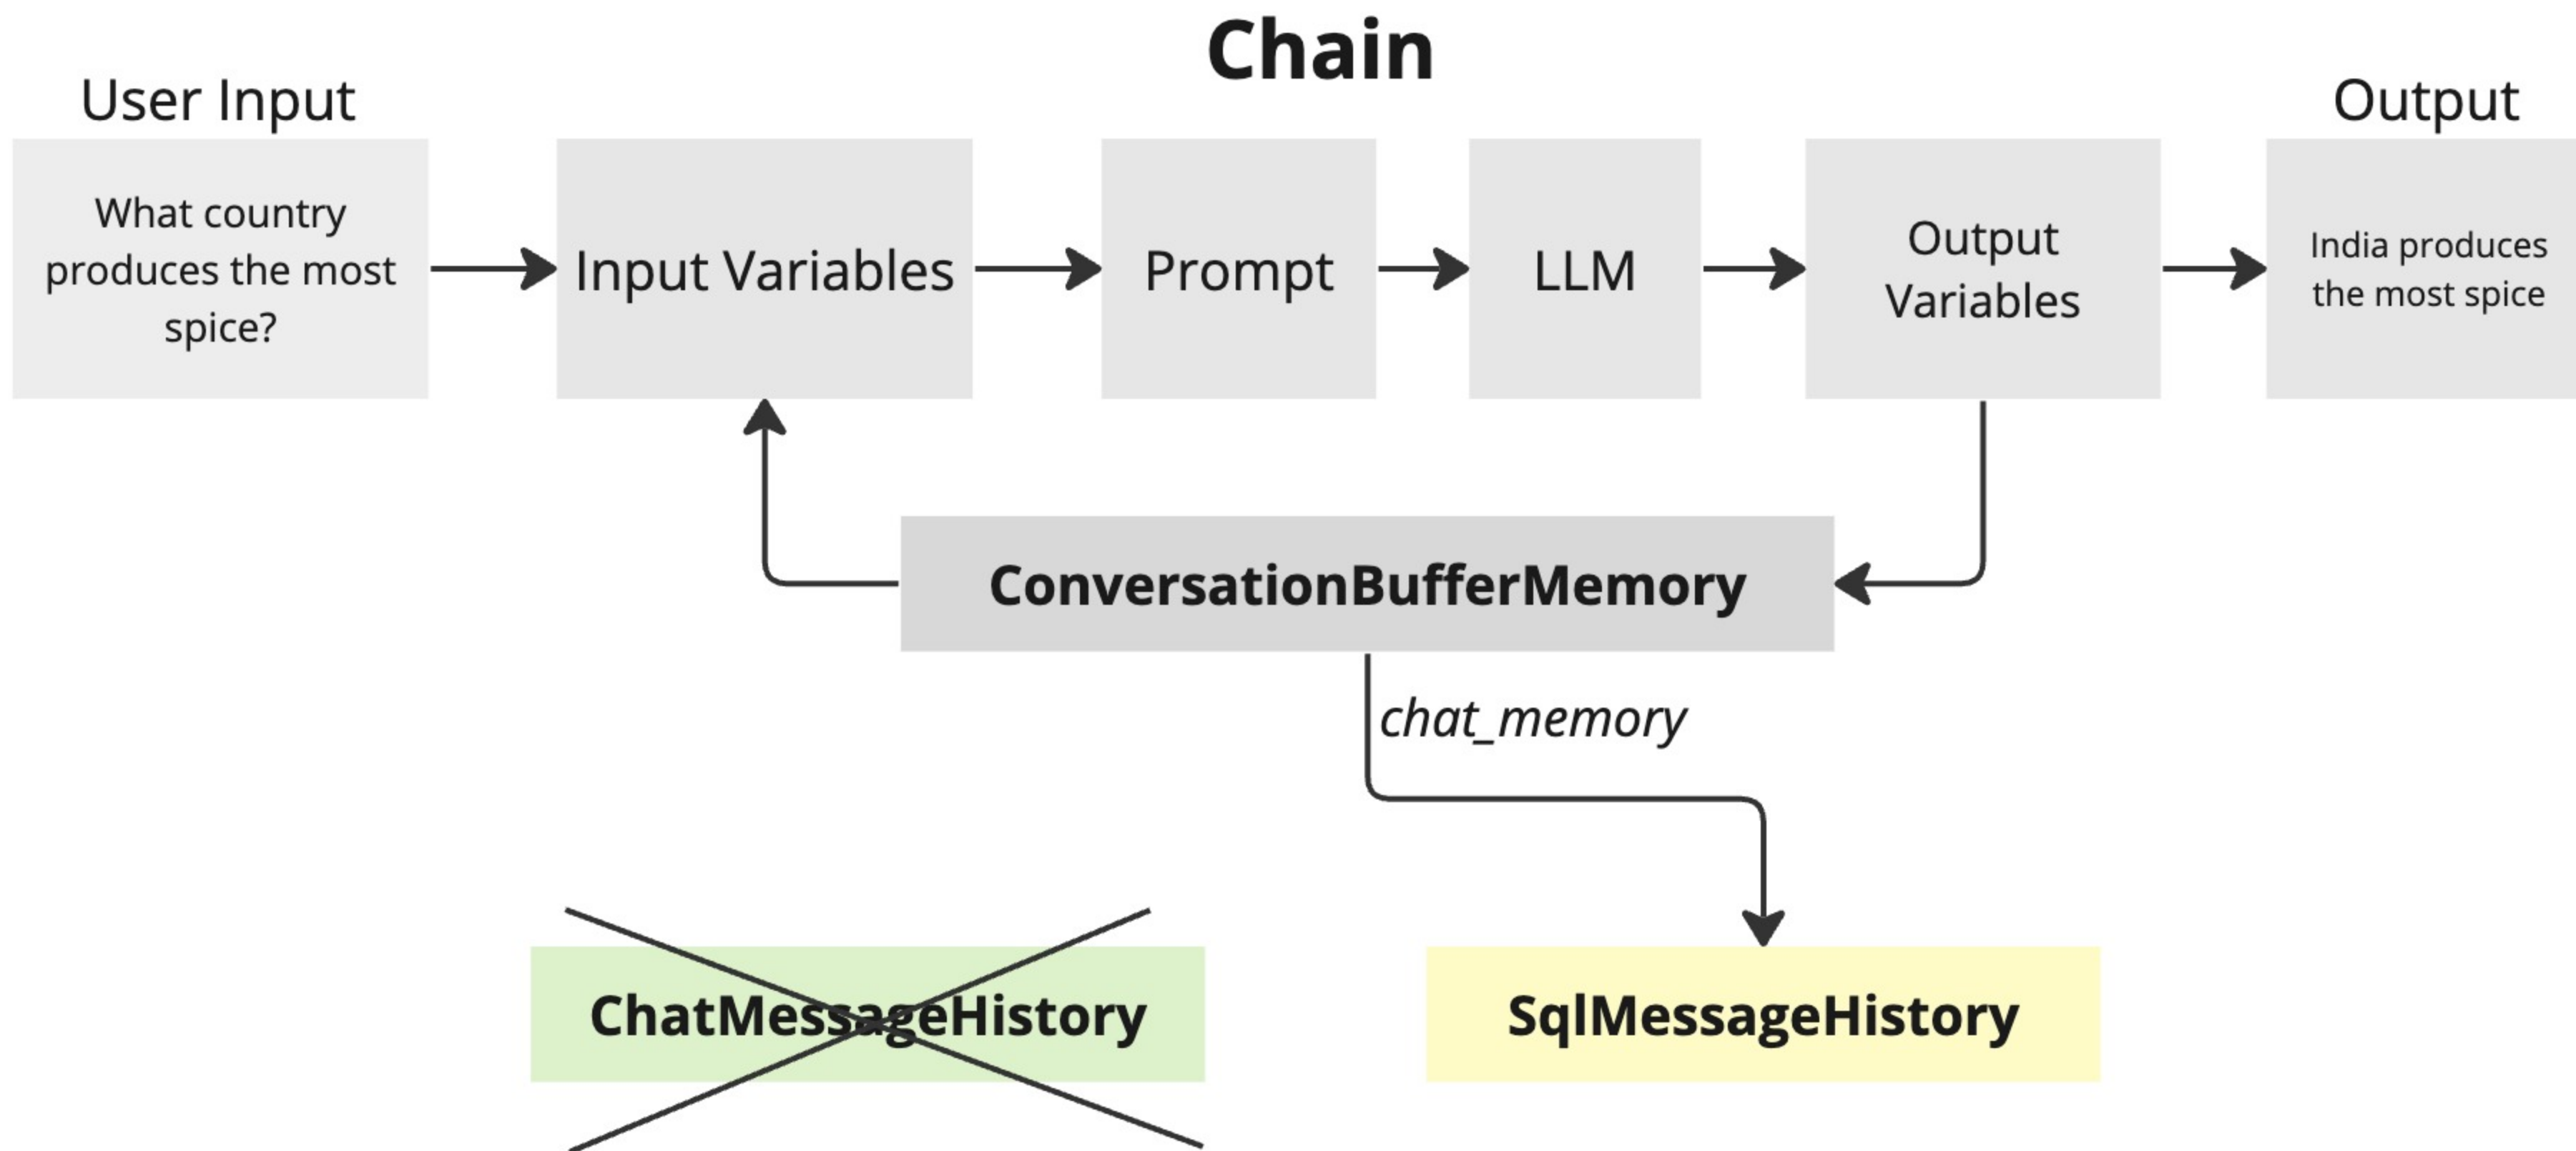 Chain
User Input
Output
What country
produces the most
spice?
Input Variables
Prompt
LLM
Output
Variables
India produces
the most spice
ConversationBufferMemory
chat_memory
ChatMessageHistory
SqlMessageHistory